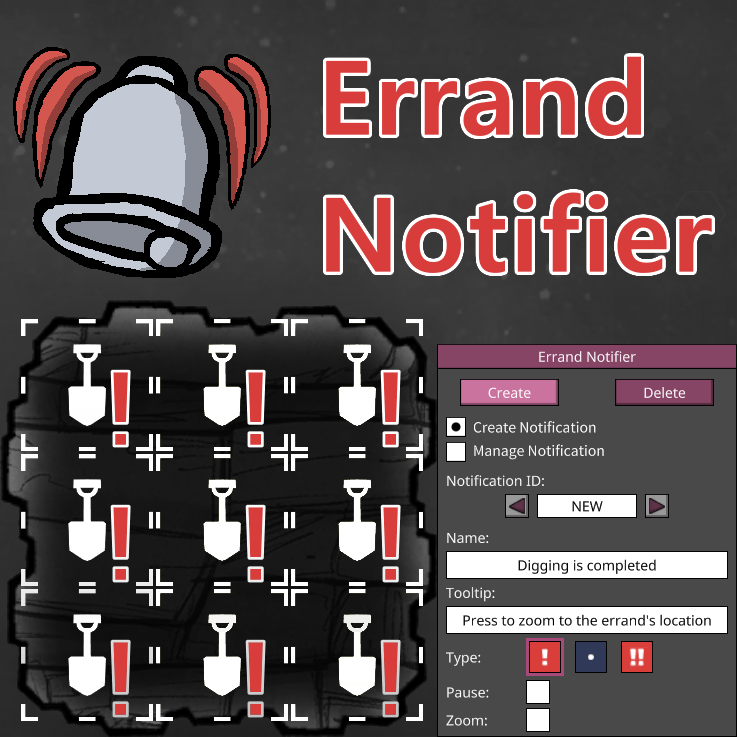 Errand
Notifier
Errand Notifier
Create Delete
Create Notification
Manage Notification
Notification ID:
NEW
Name:
Digging is completed
Tooltip:
Press to zoom to the errand's location
Type:
Pause:
Zoom: